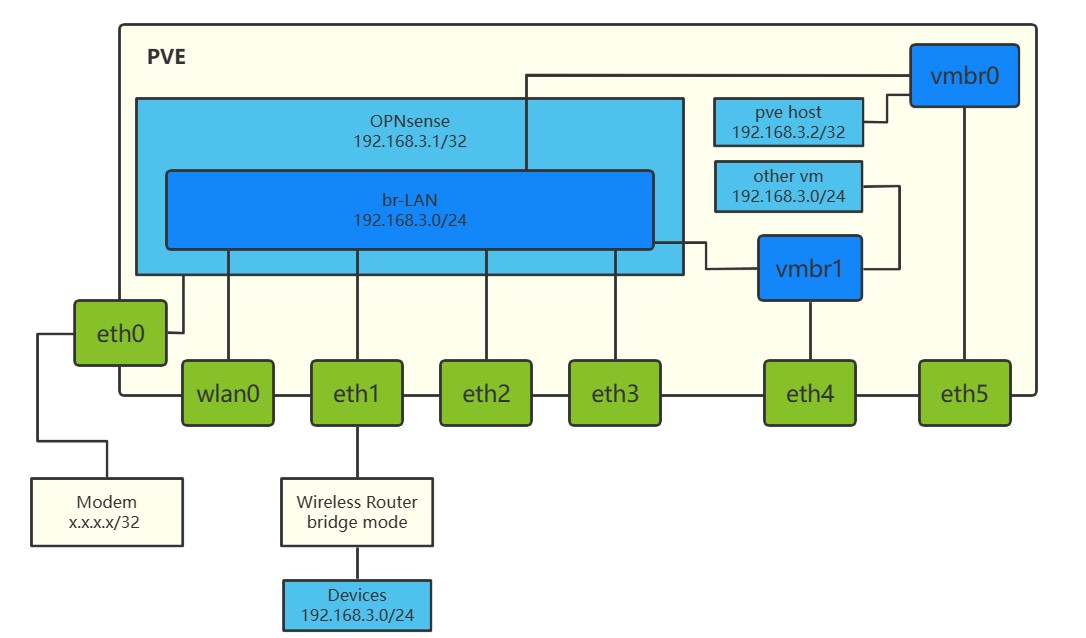 PVE
vmbr0
OPNsense
192.168.3.1/32
pve host
192.168.3.2/32
other vm
192.168.3.0/24
br-LAN
192.168.3.0/24
vmbr1
eth0
wlan0
eth1
eth2
eth3
eth4
eth5
Modem
x.x.x.x/32
Wireless Router
bridge mode
Devices
192.168.3.0/24